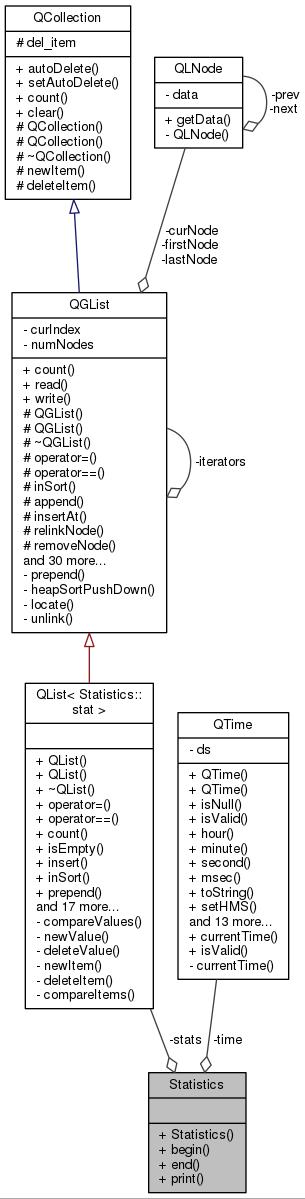 QCollection
# del_item
+ autoDelete()
+ setAutoDelete()
+ count()
+ clear()
# QCollection()
# QCollection()
# ~QCollection()
# newItem()
# deleteItem()
QLNode
- data
+ getData()
- QLNode()
-prev
-next
-curNode
-firstNode
-lastNode
QGList
- curIndex
- numNodes
+ count()
+ read()
+ write()
# QGList()
# QGList()
# ~QGList()
# operator=()
# operator==()
# inSort()
# append()
# insertAt()
# relinkNode()
# removeNode()
and 30 more...
- prepend()
- heapSortPushDown()
- locate()
- unlink()
-iterators
QList< Statistics::
stat >
+ QList()
+ QList()
+ ~QList()
+ operator=()
+ operator==()
+ count()
+ isEmpty()
+ insert()
+ inSort()
+ prepend()
and 17 more...
- compareValues()
- newValue()
- deleteValue()
- newItem()
- deleteItem()
- compareItems()
QTime
- ds
+ QTime()
+ QTime()
+ isNull()
+ isValid()
+ hour()
+ minute()
+ second()
+ msec()
+ toString()
+ setHMS()
and 13 more...
+ currentTime()
+ isValid()
- currentTime()
-stats
-time
Statistics
+ Statistics()
+ begin()
+ end()
+ print()